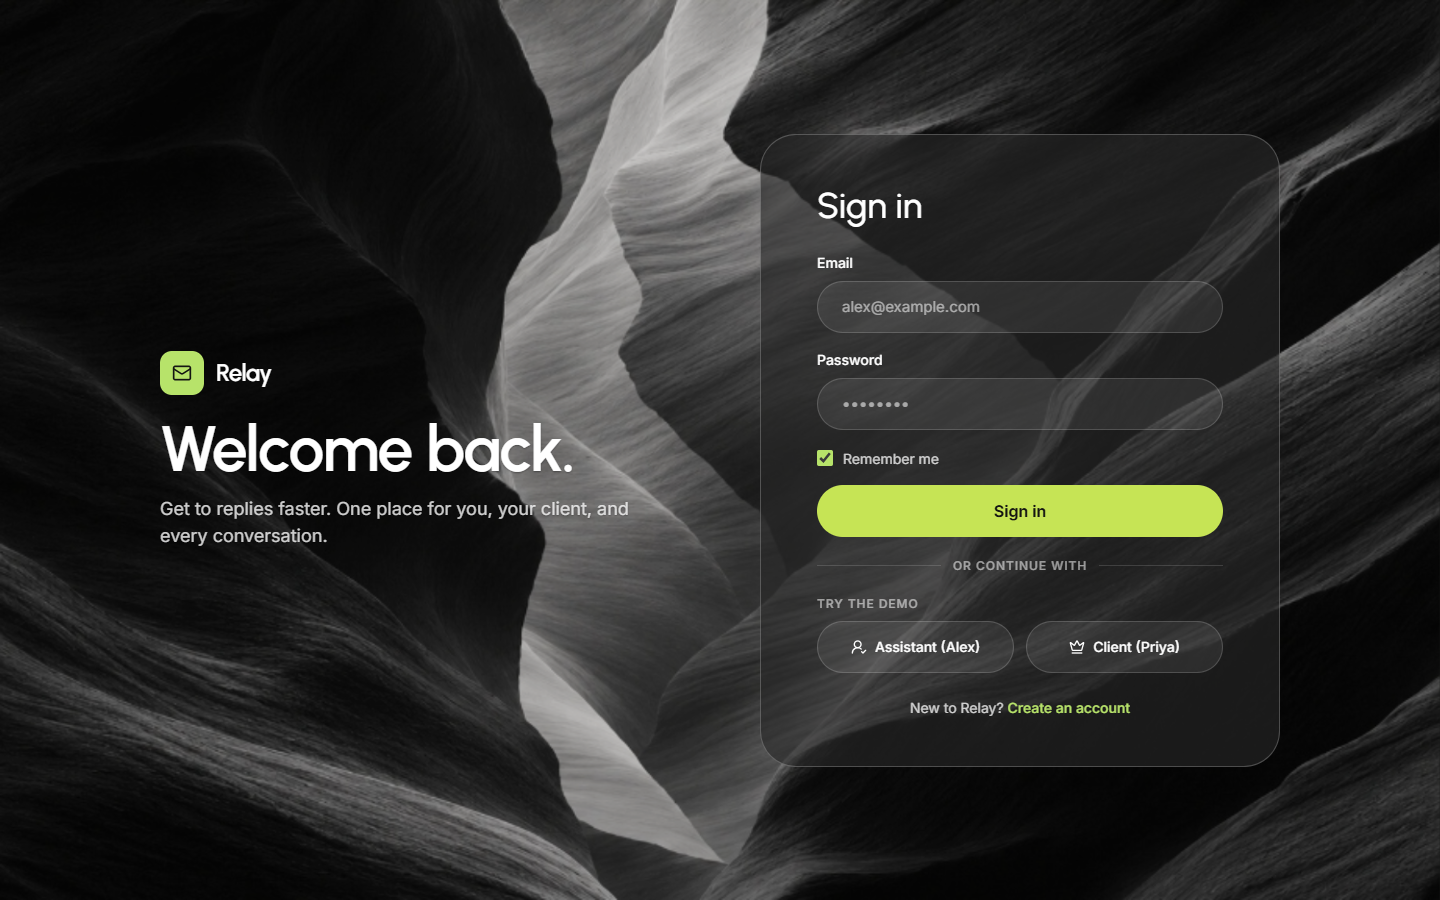 Relay
Welcome back.
Get to replies faster. One place for you, your client, and
every conversation.
Sign in
Email
alex@example.com
Password
••••••••
Remember me
Sign in
OR CONTINUE WITH
TRY THE DEMO
Assistant (Alex)
Client (Priya)
New to Relay? Create an account